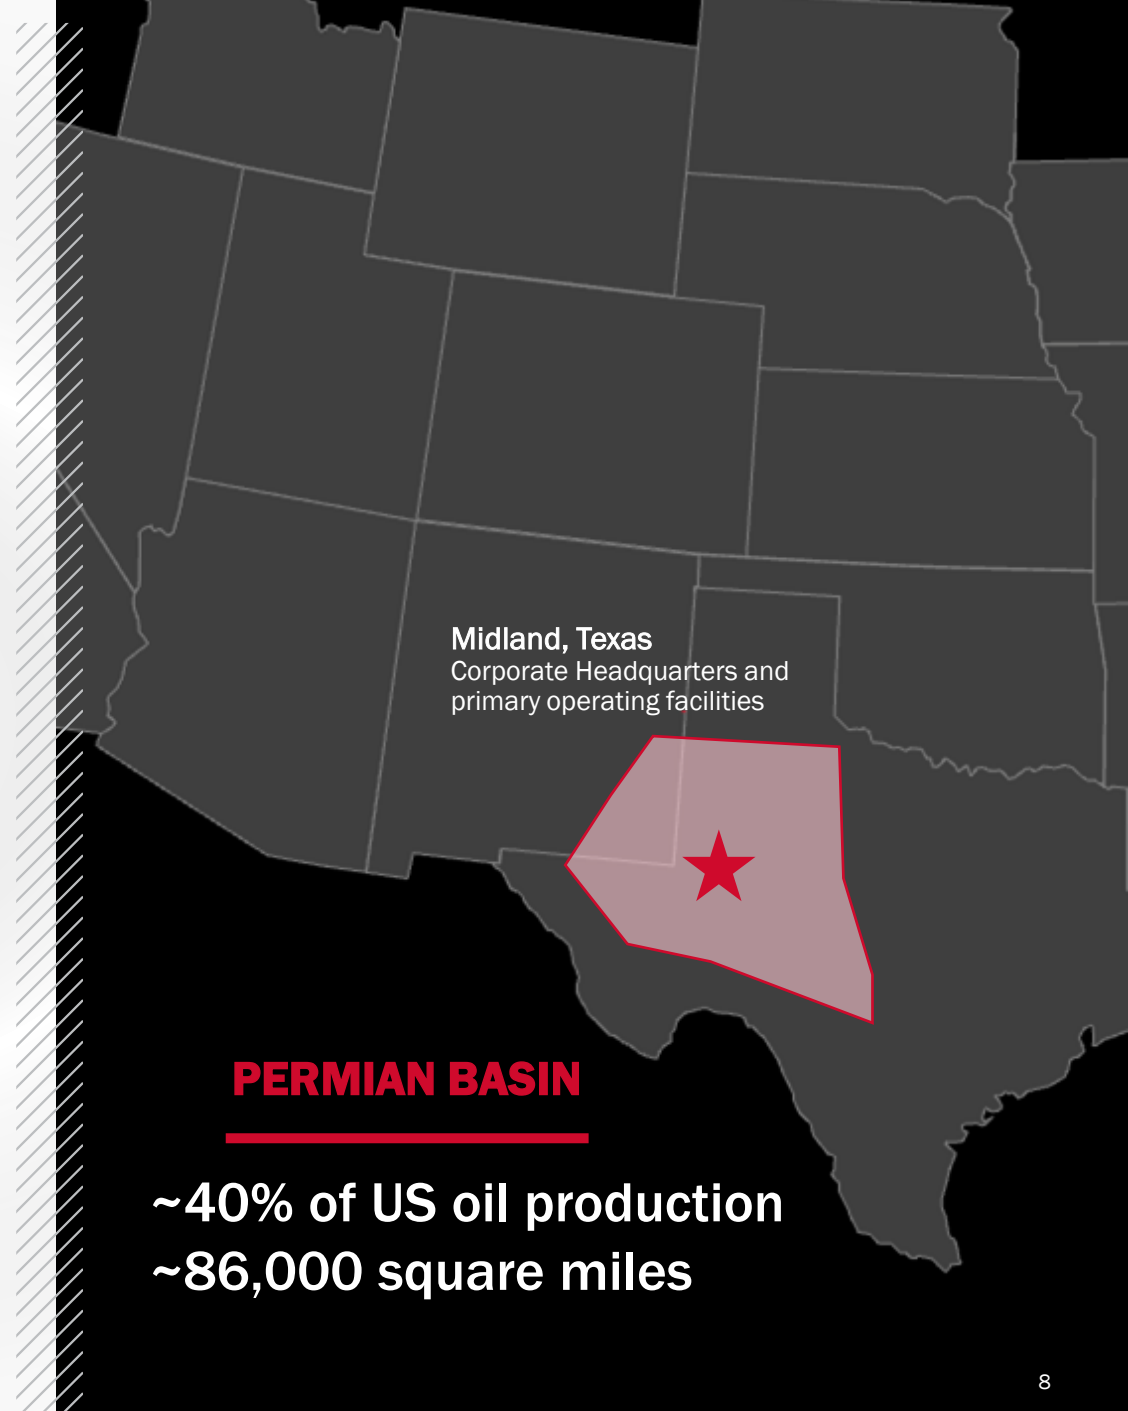 Midland, Texas
Corporate Headquarters and
primary operating facilities
PERMIAN BASIN
~40% of US oil production
~86,000 square miles
8